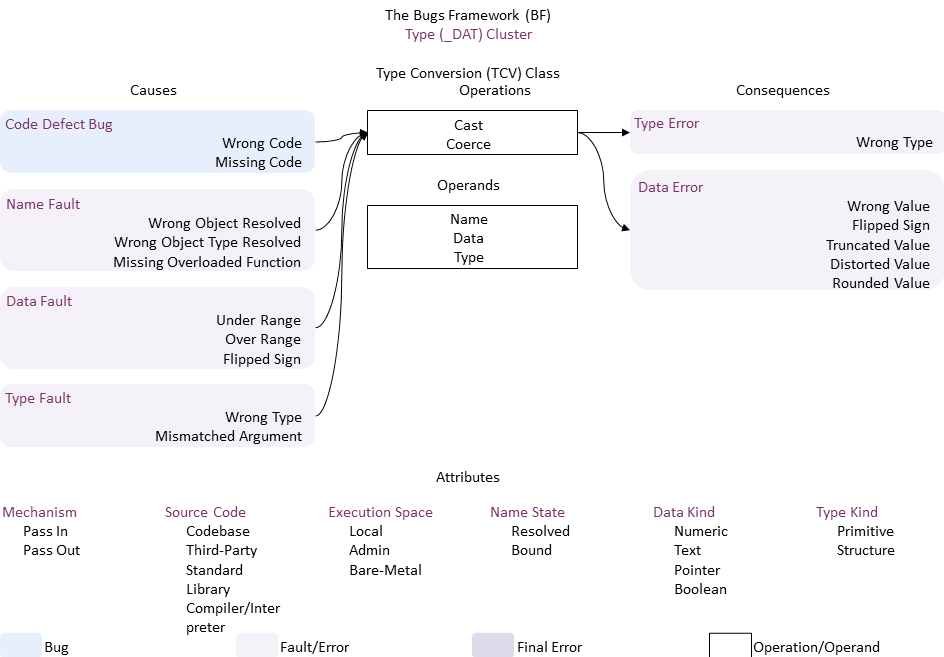 The Bugs Framework (BF)
Type (_DAT) Cluster
Type Conversion (TCV) Class
Causes
Operations
Consequences
Code Defect Bug
Wrong Code
Missing Code
Name Fault
Wrong Object Resolved
Wrong Object Type Resolved
Missing Overloaded Function
Data Fault
Under Range
Over Range
Flipped Sign
Type Fault
Wrong Type
Mismatched Argument
Cast
Coerce
Operands
Name
Data
Type
Type Error
Wrong Type
Data Error
Wrong Value
Flipped Sign
Truncated Value
Distorted Value
Rounded Value
Attributes
Mechanism
Pass In
Pass Out
Source Code
Codebase
Third-Party
Standard
Library
Compiler/Inter
preter
Execution Space
Local
Admin
Bare-Metal
Name State
Resolved
Bound
Data Kind
Numeric
Text
Pointer
Boolean
Type Kind
Primitive
Structure
Bug
Fault/Error
Final Error
Operation/Operand